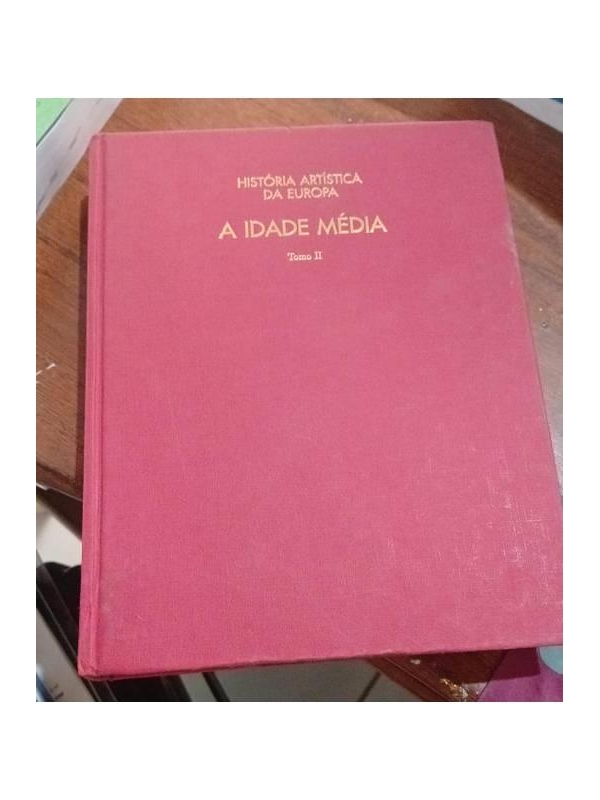 HISTÓRIA ARTÍSTICA
DA EUROPA
A IDADE MÉDIA
Tomo II